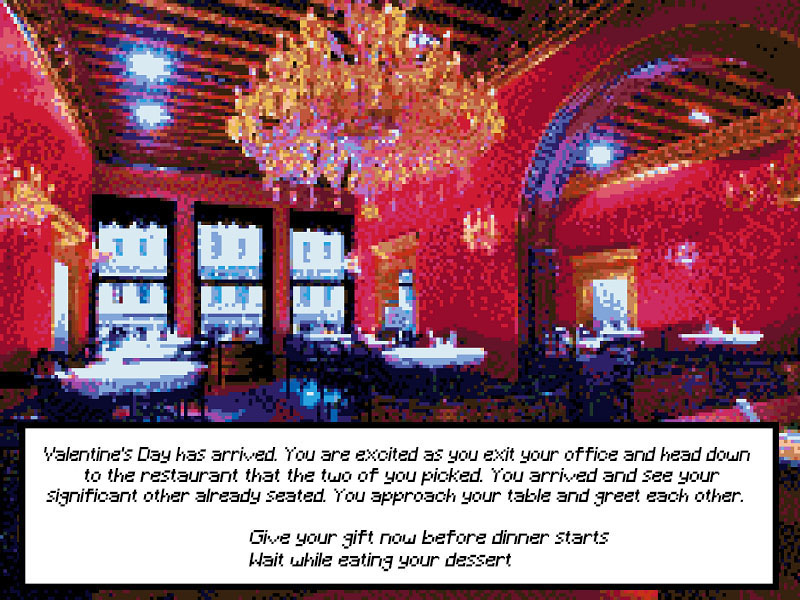 Valentine's Day has arrived. You are excited as you exit your office and head down
to the restaurant that the two of you picked. You arrived and see your
significant other already seated. You approach your table and greet each other.
Give your gift now before dinner starts
Wait while eating your dessert